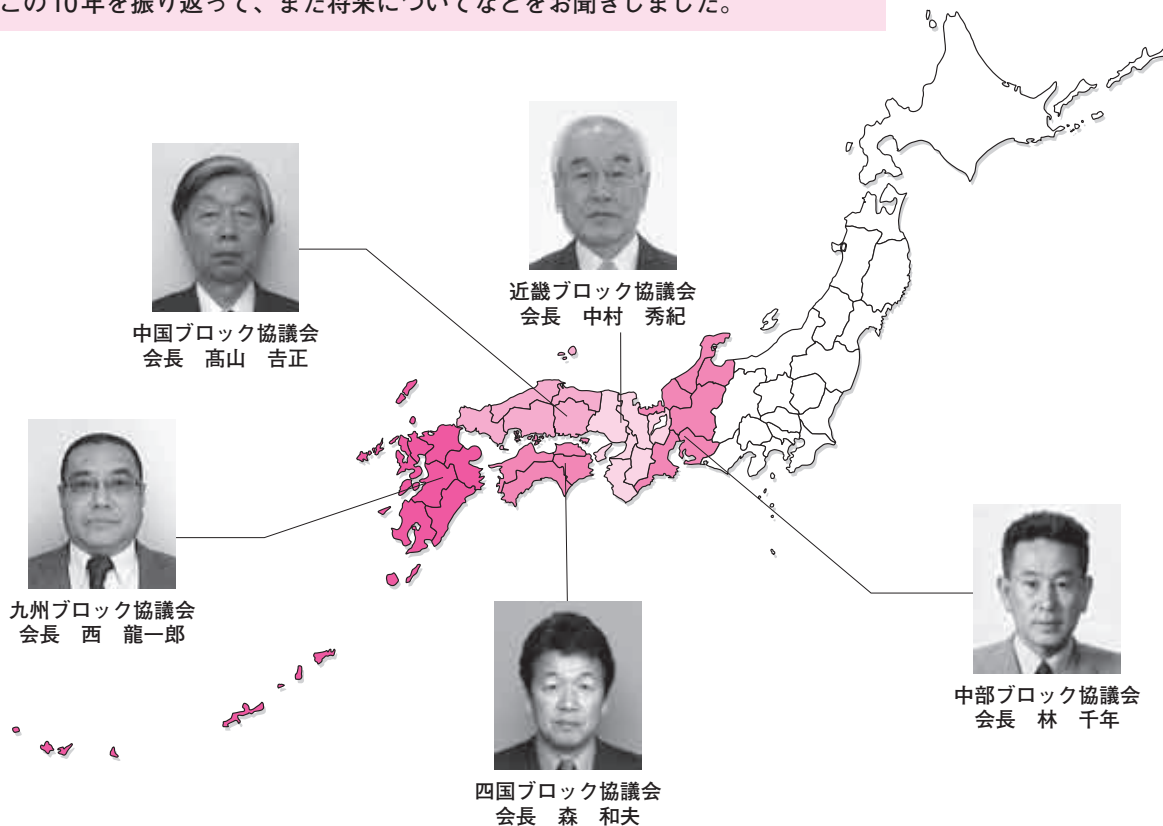 この10年を振り返って、また将来についてなどをお聞きしました。
近畿ブロック協議会
会長　中村　秀紀
中国ブロック協議会
会長　髙山　𠮷正
九州ブロック協議会
会長　西　龍一郎
中部ブロック協議会
会長　林　千年
四国ブロック協議会
会長　森　和夫